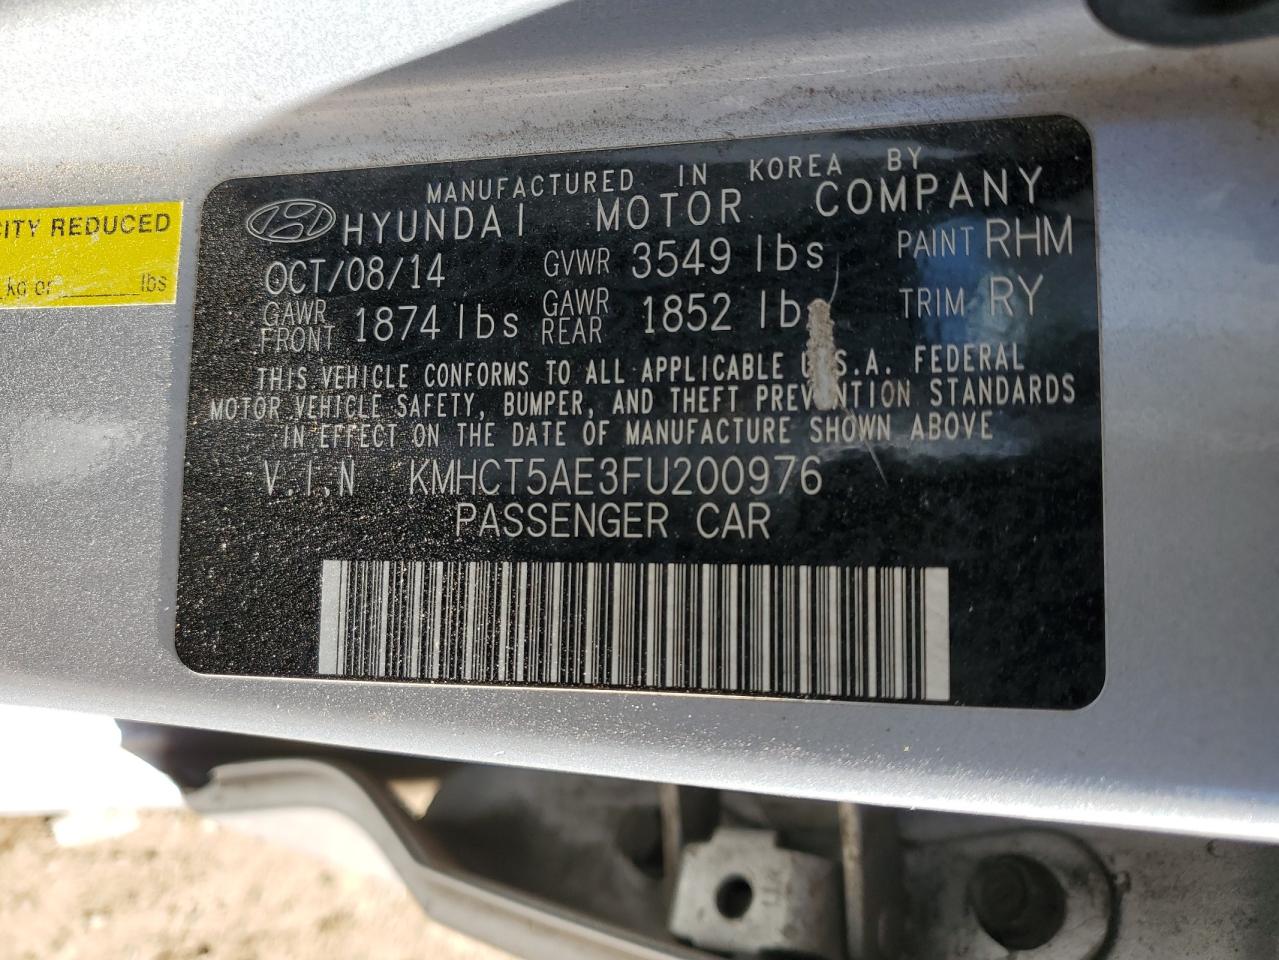 MANUFACTURED IN KOREA BY
HYUNDAI MOTOR COMPANY
OCT/08/14 GVWR 3549 lbs PAINT RHM
GAWR FRONT 1874 lbs GAWR REAR 1852 lb TRIM RY
THIS VEHICLE CONFORMS TO ALL APPLICABLE U.S.A. FEDERAL
MOTOR VEHICLE SAFETY, BUMPER, AND THEFT PREVENTION STANDARDS
IN EFFECT ON THE DATE OF MANUFACTURE SHOWN ABOVE
V.I.N KMHCT5AE3FU200976
PASSENGER CAR
CITY REDUCED
kg or ______ lbs